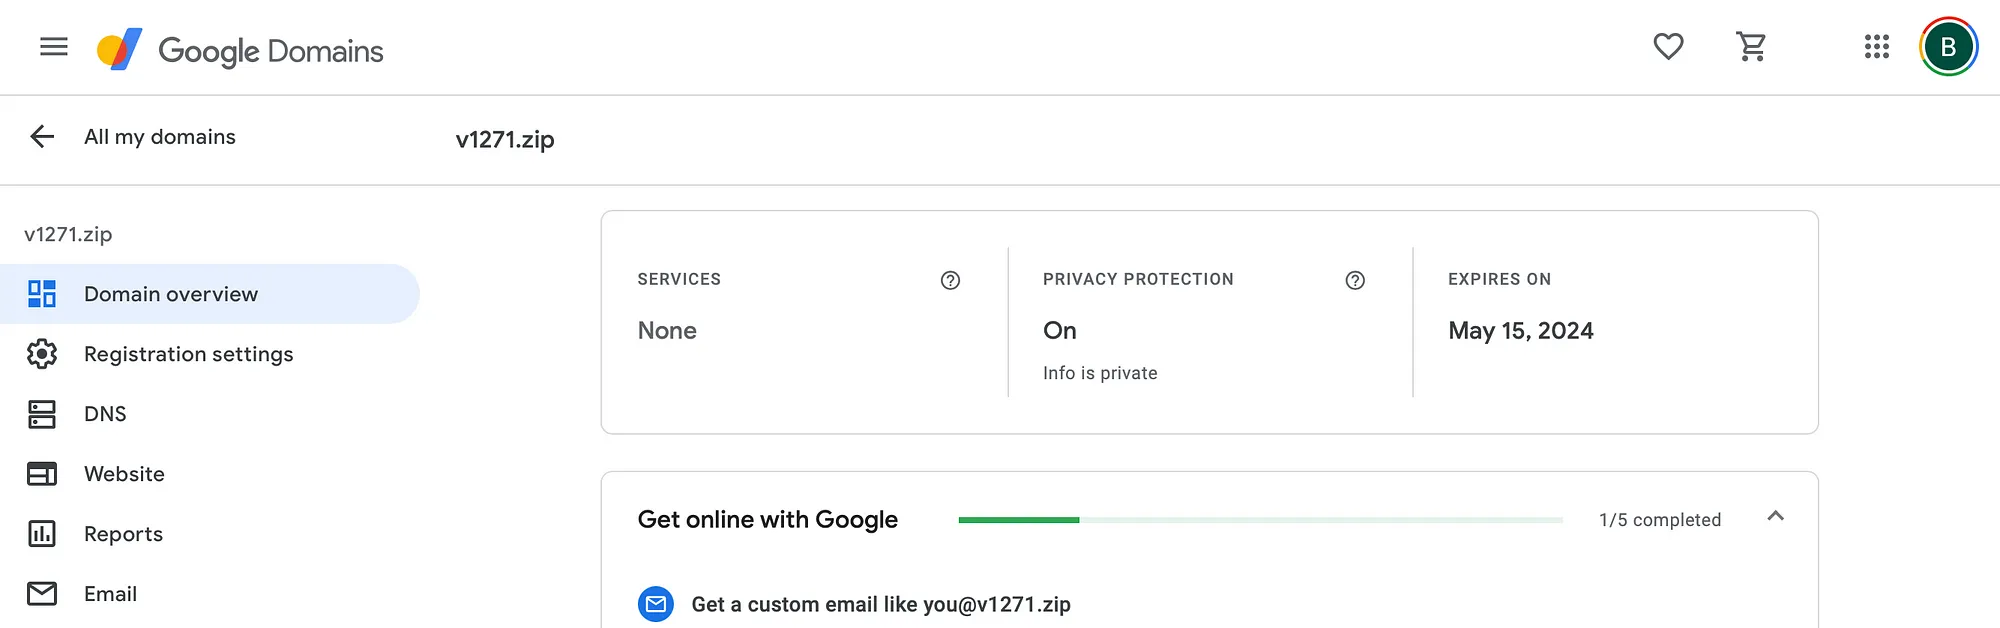 Google Domains
B
All my domains
v1271.zip
v1271.zip
Domain overview
Registration settings
DNS
Website
Reports
Email
SERVICES
None
PRIVACY PROTECTION
On
Info is private
EXPIRES ON
May 15, 2024
Get online with Google
1/5 completed
Get a custom email like you@v1271.zip